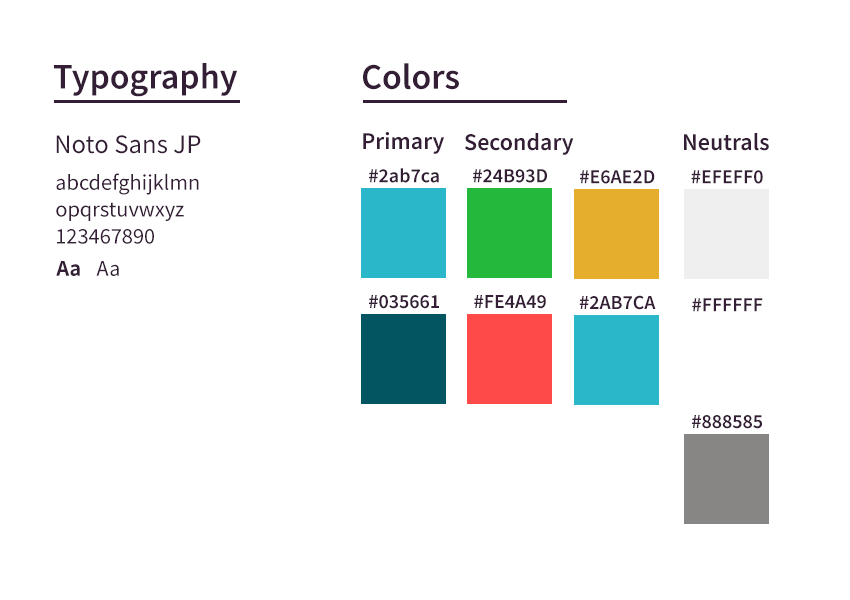 Typography
Noto Sans JP
abcdefghijklmn
opqrstuvwxyz
123467890
Aa Aa
Colors
Primary Secondary Neutrals
#2ab7ca #24B93D #E6AE2D #EFEFF0
#035661 #FE4A49 #2AB7CA #FFFFFF
#888585